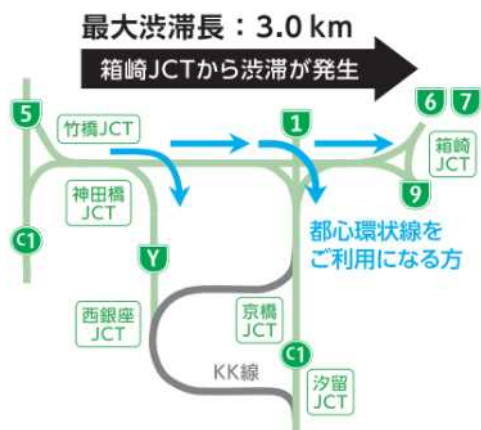 最大渋滞長：3.0km
箱崎JCTから渋滞が発生
5
竹橋JCT
1
6 7
箱崎
JCT
神田橋
JCT
9
C1
都心環状線を
ご利用になる方
Y
西銀座
JCT
京橋
JCT
C1
KK線
汐留
JCT